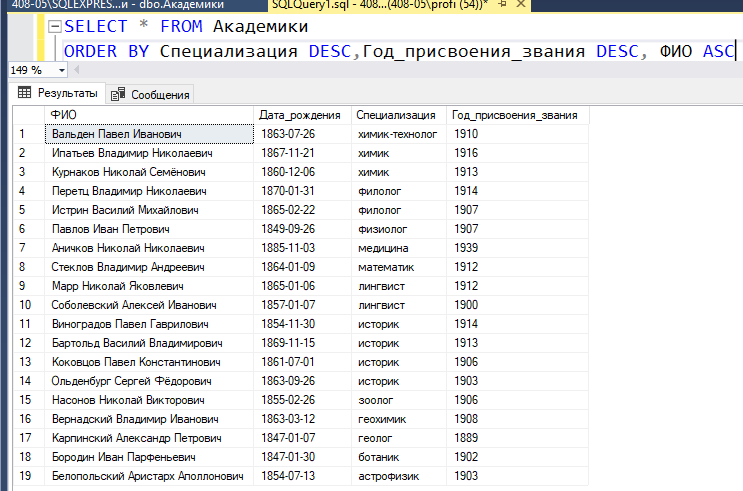 408-05\SQLEXPRES...и - dbo.Академики SQLQuery1.sql - 408...(408-05\profi (54))*
SELECT * FROM Академики
ORDER BY Специализация DESC,Год_присвоения_звания DESC, ФИО ASC
149 %
Результаты Сообщения
ФИО Дата_рождения Специализация Год_присвоения_звания
1 Вальден Павел Иванович 1863-07-26 химик-технолог 1910
2 Ипатьев Владимир Николаевич 1867-11-21 химик 1916
3 Курнаков Николай Семёнович 1860-12-06 химик 1913
4 Перетц Владимир Николаевич 1870-01-31 филолог 1914
5 Истрин Василий Михайлович 1865-02-22 филолог 1907
6 Павлов Иван Петрович 1849-09-26 физиолог 1907
7 Аничков Николай Николаевич 1885-11-03 медицина 1939
8 Стеклов Владимир Андреевич 1864-01-09 математик 1912
9 Марр Николай Яковлевич 1865-01-06 лингвист 1912
10 Соболевский Алексей Иванович 1857-01-07 лингвист 1900
11 Виноградов Павел Гаврилович 1854-11-30 историк 1914
12 Бартольд Василий Владимирович 1869-11-15 историк 1913
13 Коковцов Павел Константинович 1861-07-01 историк 1906
14 Ольденбург Сергей Фёдорович 1863-09-26 историк 1903
15 Насонов Николай Викторович 1855-02-26 зоолог 1906
16 Вернадский Владимир Иванович 1863-03-12 геохимик 1908
17 Карпинский Александр Петрович 1847-01-07 геолог 1889
18 Бородин Иван Парфеньевич 1847-01-30 ботаник 1902
19 Белопольский Аристарх Аполлонович 1854-07-13 астрофизик 1903